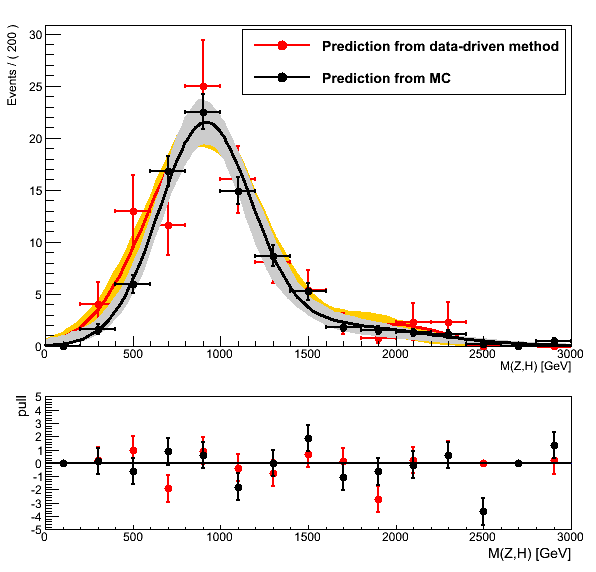 30
25
20
15
10
5
0
Events / ( 200 )
Prediction from data-driven method
Prediction from MC
0 500 1000 1500 2000 2500 3000
M(Z,H) [GeV]
pull
5
4
3
2
1
0
-1
-2
-3
-4
-5
0 500 1000 1500 2000 2500 3000
M(Z,H) [GeV]